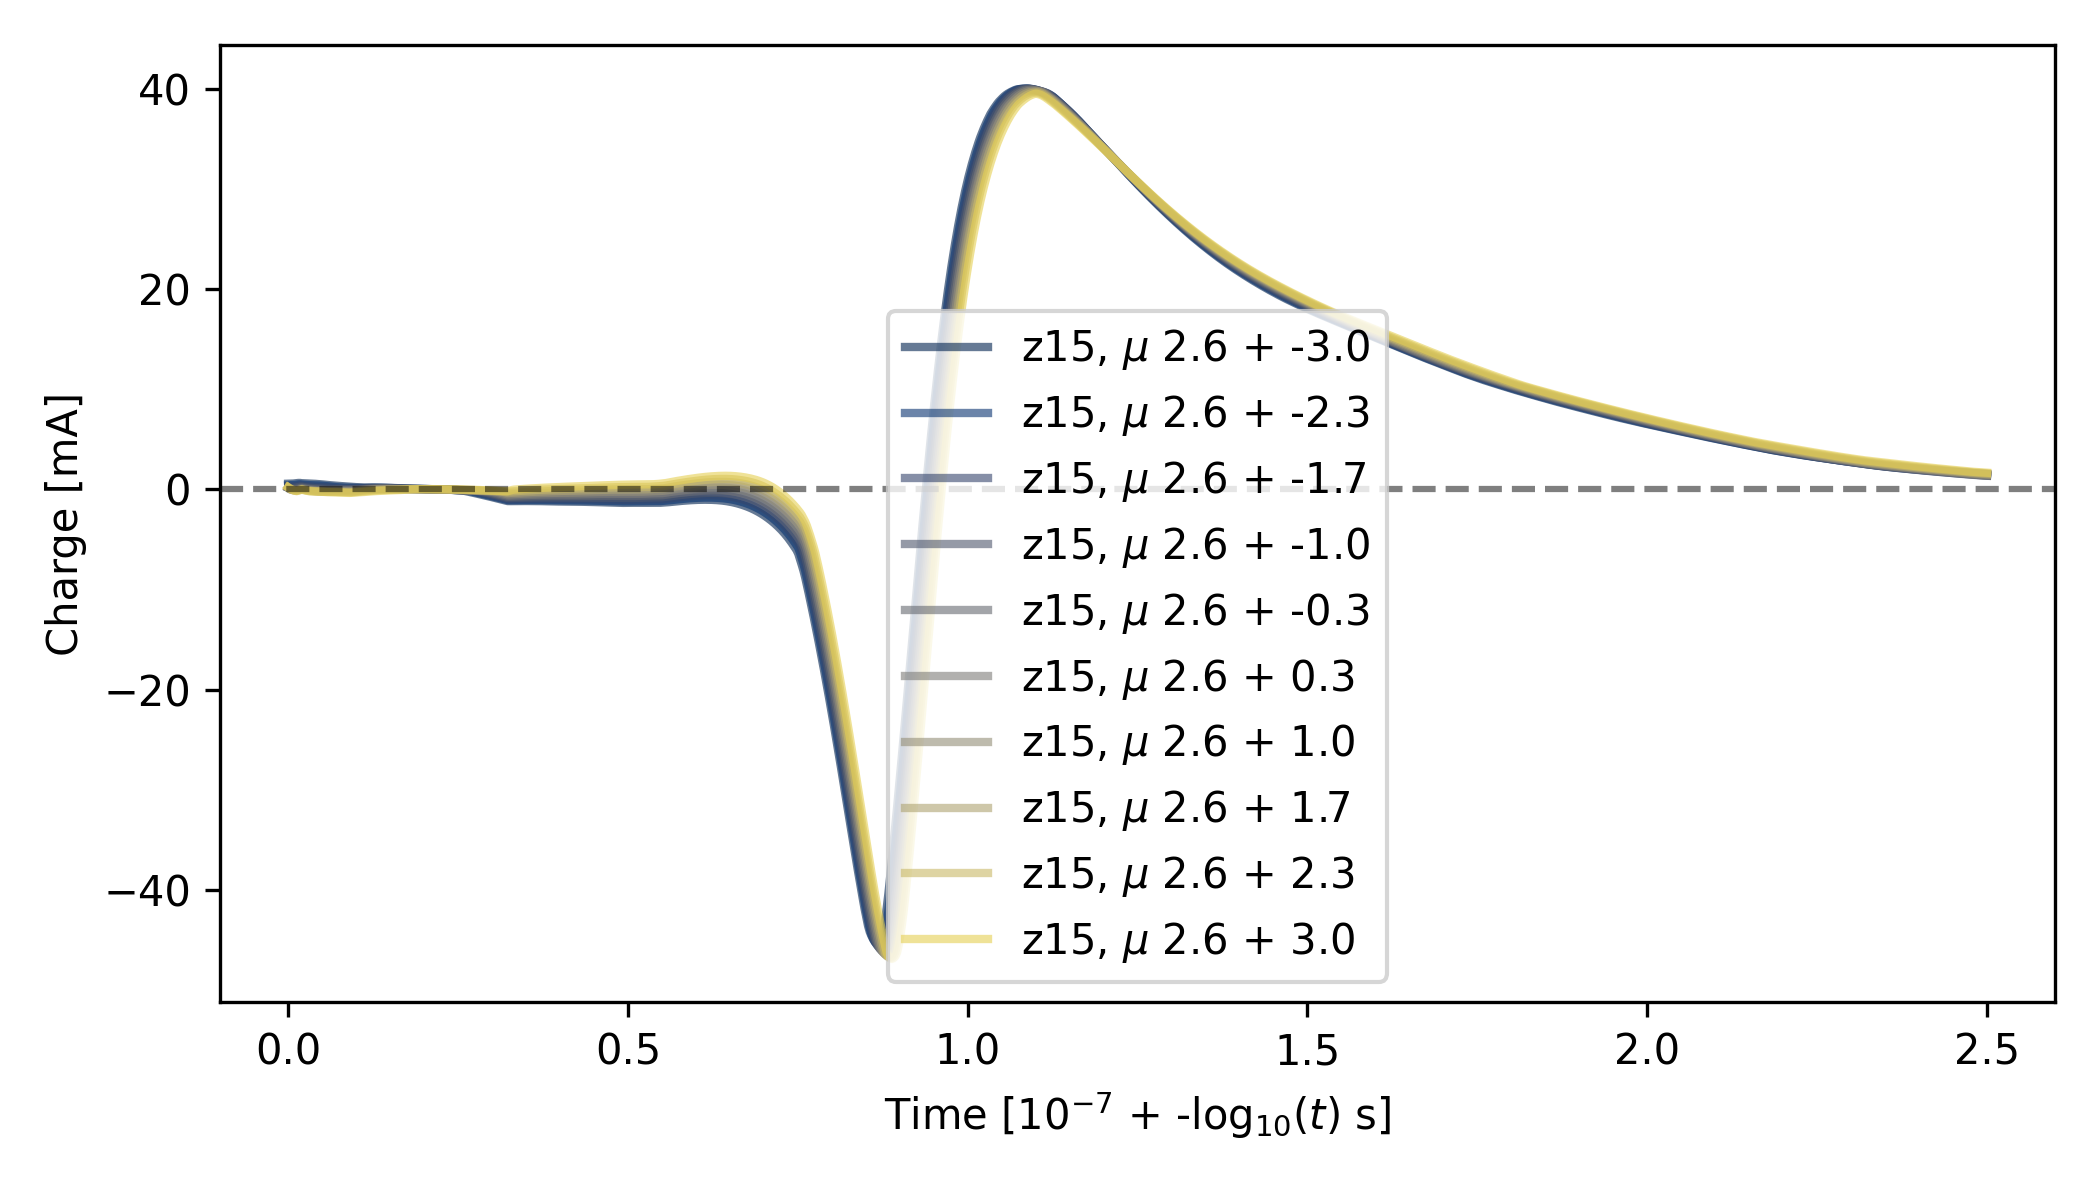 40
20
0
−20
−40
Charge [mA]
z15, μ 2.6 + -3.0
z15, μ 2.6 + -2.3
z15, μ 2.6 + -1.7
z15, μ 2.6 + -1.0
z15, μ 2.6 + -0.3
z15, μ 2.6 + 0.3
z15, μ 2.6 + 1.0
z15, μ 2.6 + 1.7
z15, μ 2.6 + 2.3
z15, μ 2.6 + 3.0
0.0 0.5 1.0 1.5 2.0 2.5
Time [10⁻⁷ + -log₁₀(t) s]